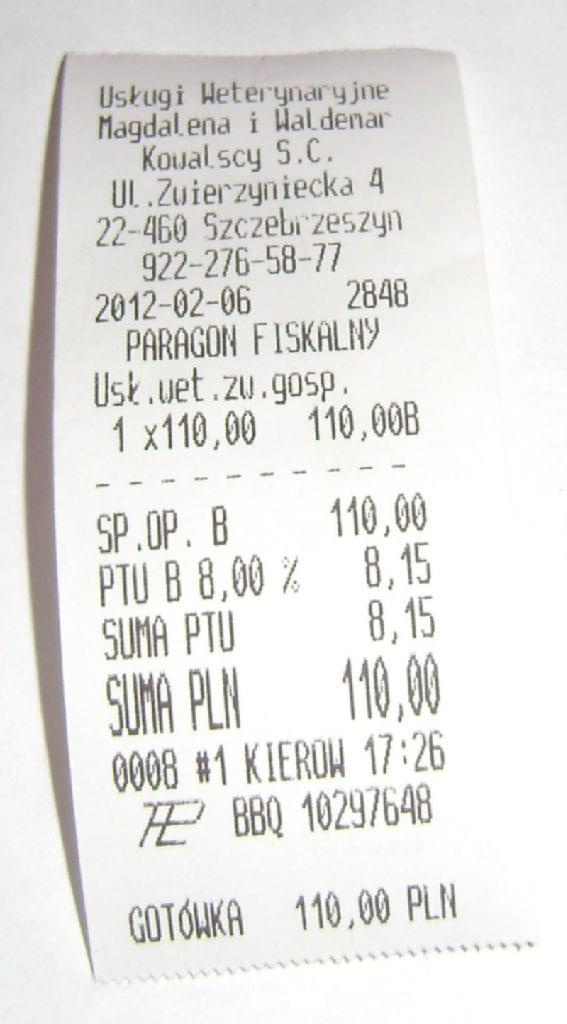 Usługi Weterynaryjne
Magdalena i Waldemar
Kowalscy S.C.
Ul.Zwierzyniecka 4
22-460 Szczebrzeszyn
922-276-58-77
2012-02-06 2848
PARAGON FISKALNY
Usł.wet.zw.gosp.
1 x110,00 110,00B
- - - - - - - - - -
SP.OP. B 110,00
PTU B 8,00 % 8,15
SUMA PTU 8,15
SUMA PLN 110,00
0008 #1 KIEROW 17:26
BBQ 10297648
GOTÓWKA 110,00 PLN